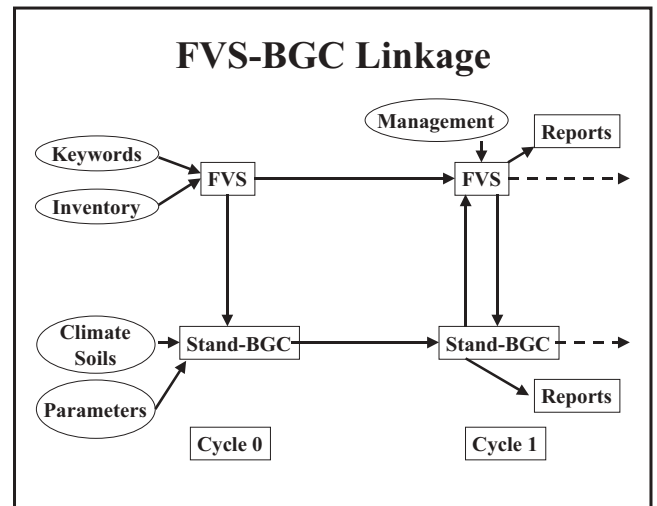 FVS-BGC Linkage
Management
Reports
Keywords
FVS
FVS
Inventory
Climate
Soils
Stand-BGC
Stand-BGC
Parameters
Reports
Cycle 0
Cycle 1